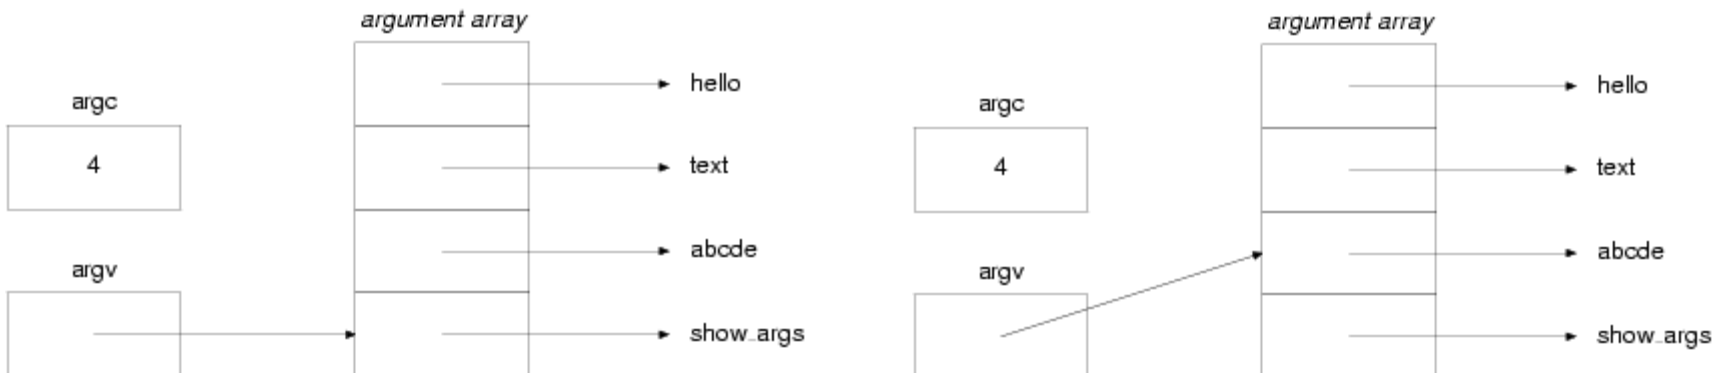 argument array
hello
argc
4
text
abcde
argv
show_args
argument array
hello
argc
4
text
abcde
argv
show_args